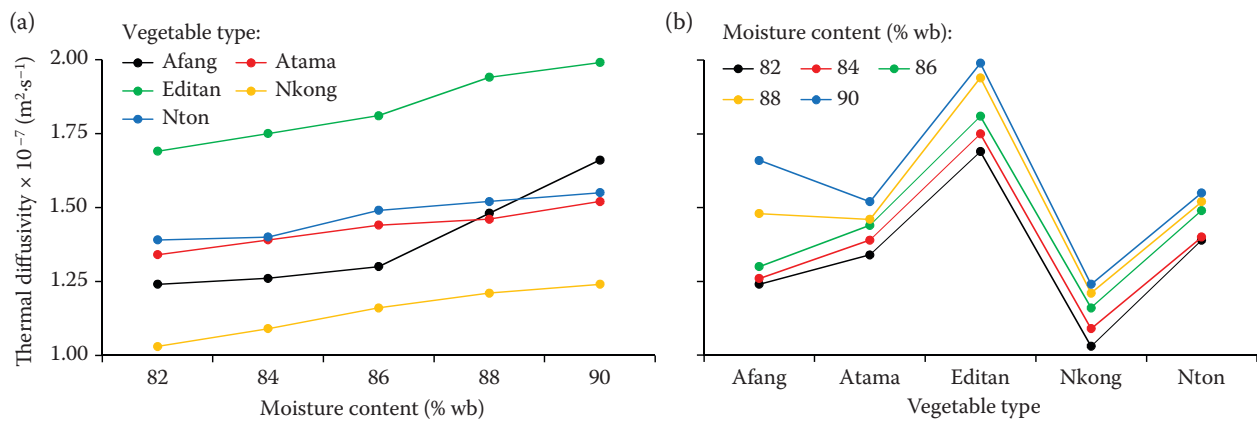 (a)
Vegetable type:
Afang
Atama
Editan
Nkong
Nton
Thermal diffusivity × 10⁻⁷ (m²·s⁻¹)
2.00
1.75
1.50
1.25
1.00
82 84 86 88 90
Moisture content (% wb)
(b)
Moisture content (% wb):
82 84 86
88 90
Afang Atama Editan Nkong Nton
Vegetable type